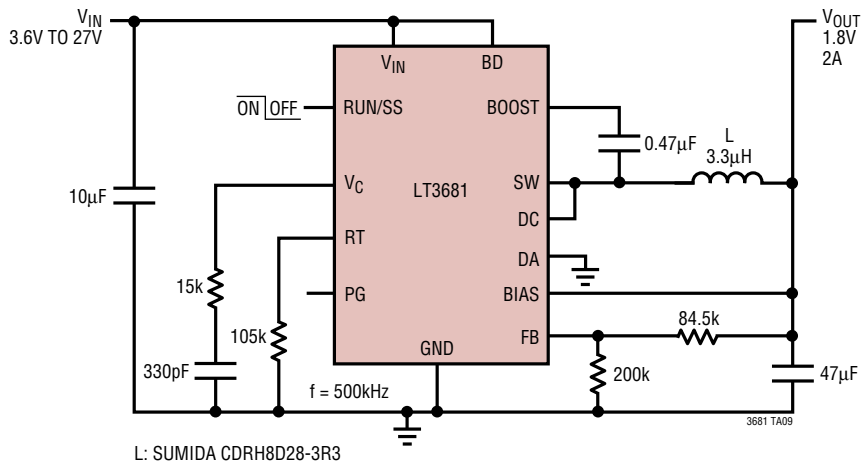 VIN
3.6V TO 27V
VOUT
1.8V
2A
VIN
BD
ON OFF
RUN/SS
BOOST
0.47µF
L
3.3µH
10µF
VC
LT3681
SW
DC
RT
DA
15k
PG
BIAS
105k
84.5k
FB
GND
330pF
f = 500kHz
200k
47µF
3681 TA09
L: SUMIDA CDRH8D28-3R3